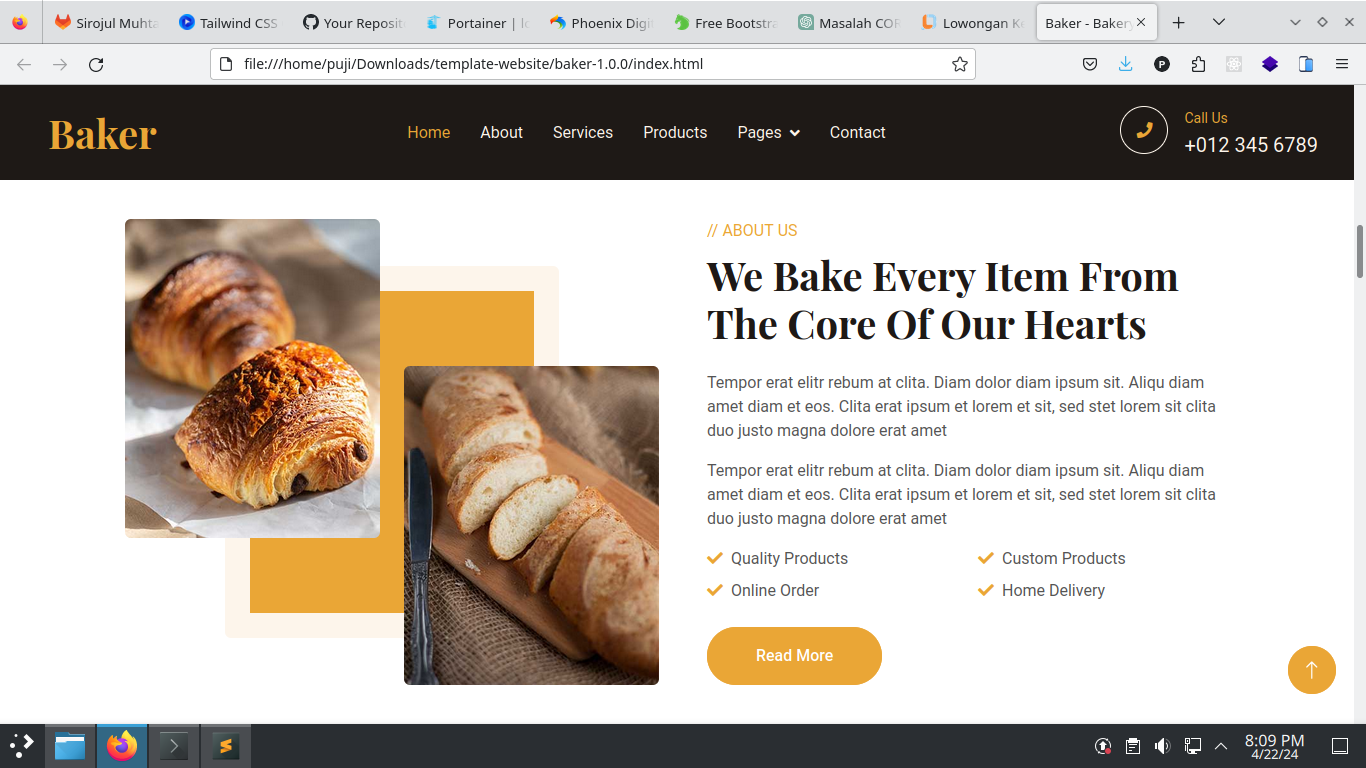 Sirojul Muhta
Tailwind CSS
Your Reposit
Portainer | l
Phoenix Digi
Free Bootstra
Masalah COR
Lowongan Ke
Baker - Bakery
file:///home/puji/Downloads/template-website/baker-1.0.0/index.html
P
Baker
Home
About
Services
Products
Pages
Contact
Call Us
+012 345 6789
// ABOUT US
We Bake Every Item From
The Core Of Our Hearts
Tempor erat elitr rebum at clita. Diam dolor diam ipsum sit. Aliqu diam
amet diam et eos. Clita erat ipsum et lorem et sit, sed stet lorem sit clita
duo justo magna dolore erat amet
Tempor erat elitr rebum at clita. Diam dolor diam ipsum sit. Aliqu diam
amet diam et eos. Clita erat ipsum et lorem et sit, sed stet lorem sit clita
duo justo magna dolore erat amet
Quality Products
Custom Products
Online Order
Home Delivery
Read More
8:09 PM
4/22/24